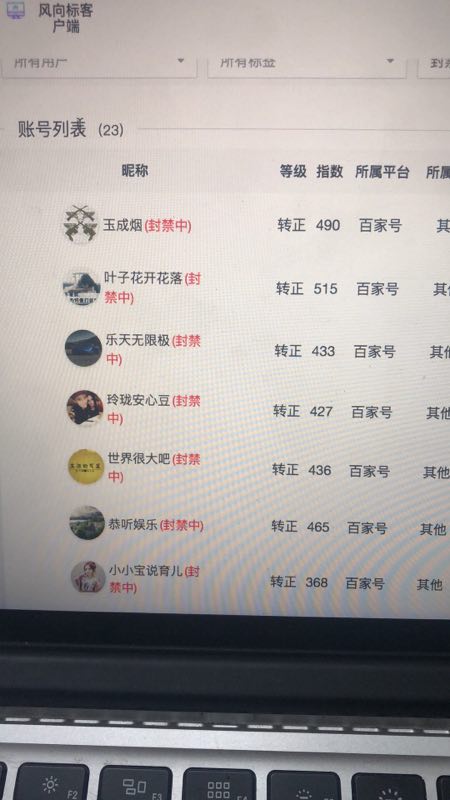 风向标客
户端
所有用户
所有标签
账号列表 (23)
昵称 等级 指数 所属平台 所属
玉成烟(封禁中) 转正 490 百家号 其
叶子花开花落(封
禁中) 转正 515 百家号 其他
乐天无限极(封禁
中) 转正 433 百家号 其他
玲珑安心豆(封禁
中) 转正 427 百家号 其他
世界很大吧(封禁
中) 转正 436 百家号 其他
恭听娱乐(封禁中) 转正 465 百家号 其他
小小宝说育儿(封
禁中) 转正 368 百家号 其他
F2
F3
F4